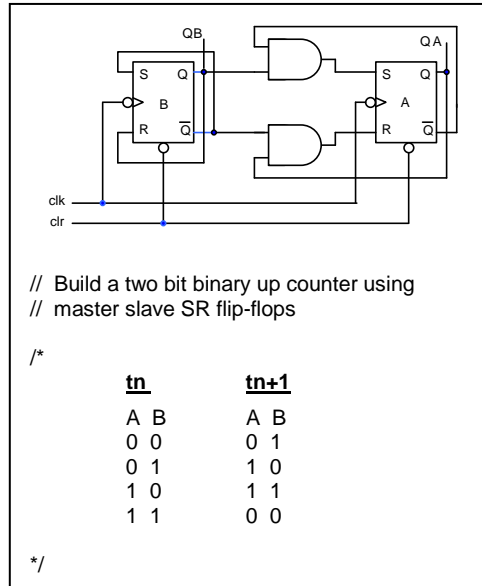 QB
QA
S Q S Q
B A
R Q̅ R Q̅
clk
clr
// Build a two bit binary up counter using
// master slave SR flip-flops
/*
tn tn+1
A B A B
0 0 0 1
0 1 1 0
1 0 1 1
1 1 0 0
*/